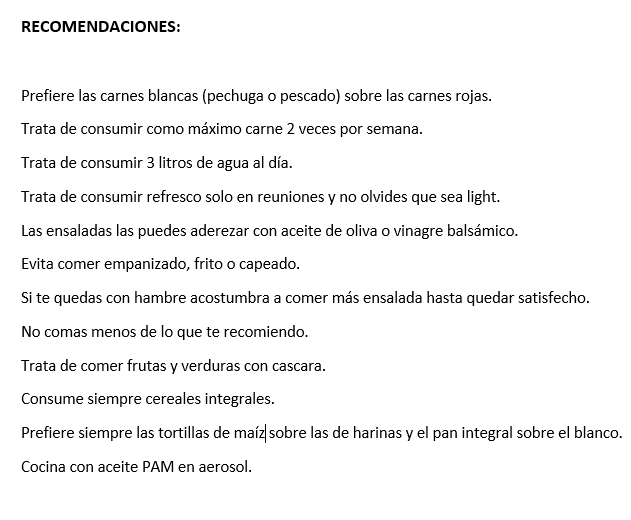 RECOMENDACIONES:
Prefiere las carnes blancas (pechuga o pescado) sobre las carnes rojas.
Trata de consumir como máximo carne 2 veces por semana.
Trata de consumir 3 litros de agua al día.
Trata de consumir refresco solo en reuniones y no olvides que sea light.
Las ensaladas las puedes aderezar con aceite de oliva o vinagre balsámico.
Evita comer empanizado, frito o capeado.
Si te quedas con hambre acostumbra a comer más ensalada hasta quedar satisfecho.
No comas menos de lo que te recomiendo.
Trata de comer frutas y verduras con cascara.
Consume siempre cereales integrales.
Prefiere siempre las tortillas de maíz sobre las de harinas y el pan integral sobre el blanco.
Cocina con aceite PAM en aerosol.